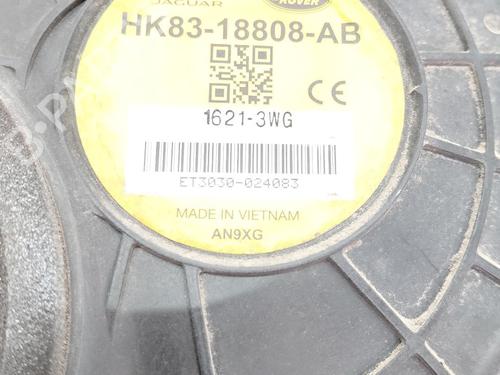 JAGUAR
ROVER
HK83-18808-AB
CE
1621-3WG
ET3030-024083
MADE IN VIETNAM
AN9XG